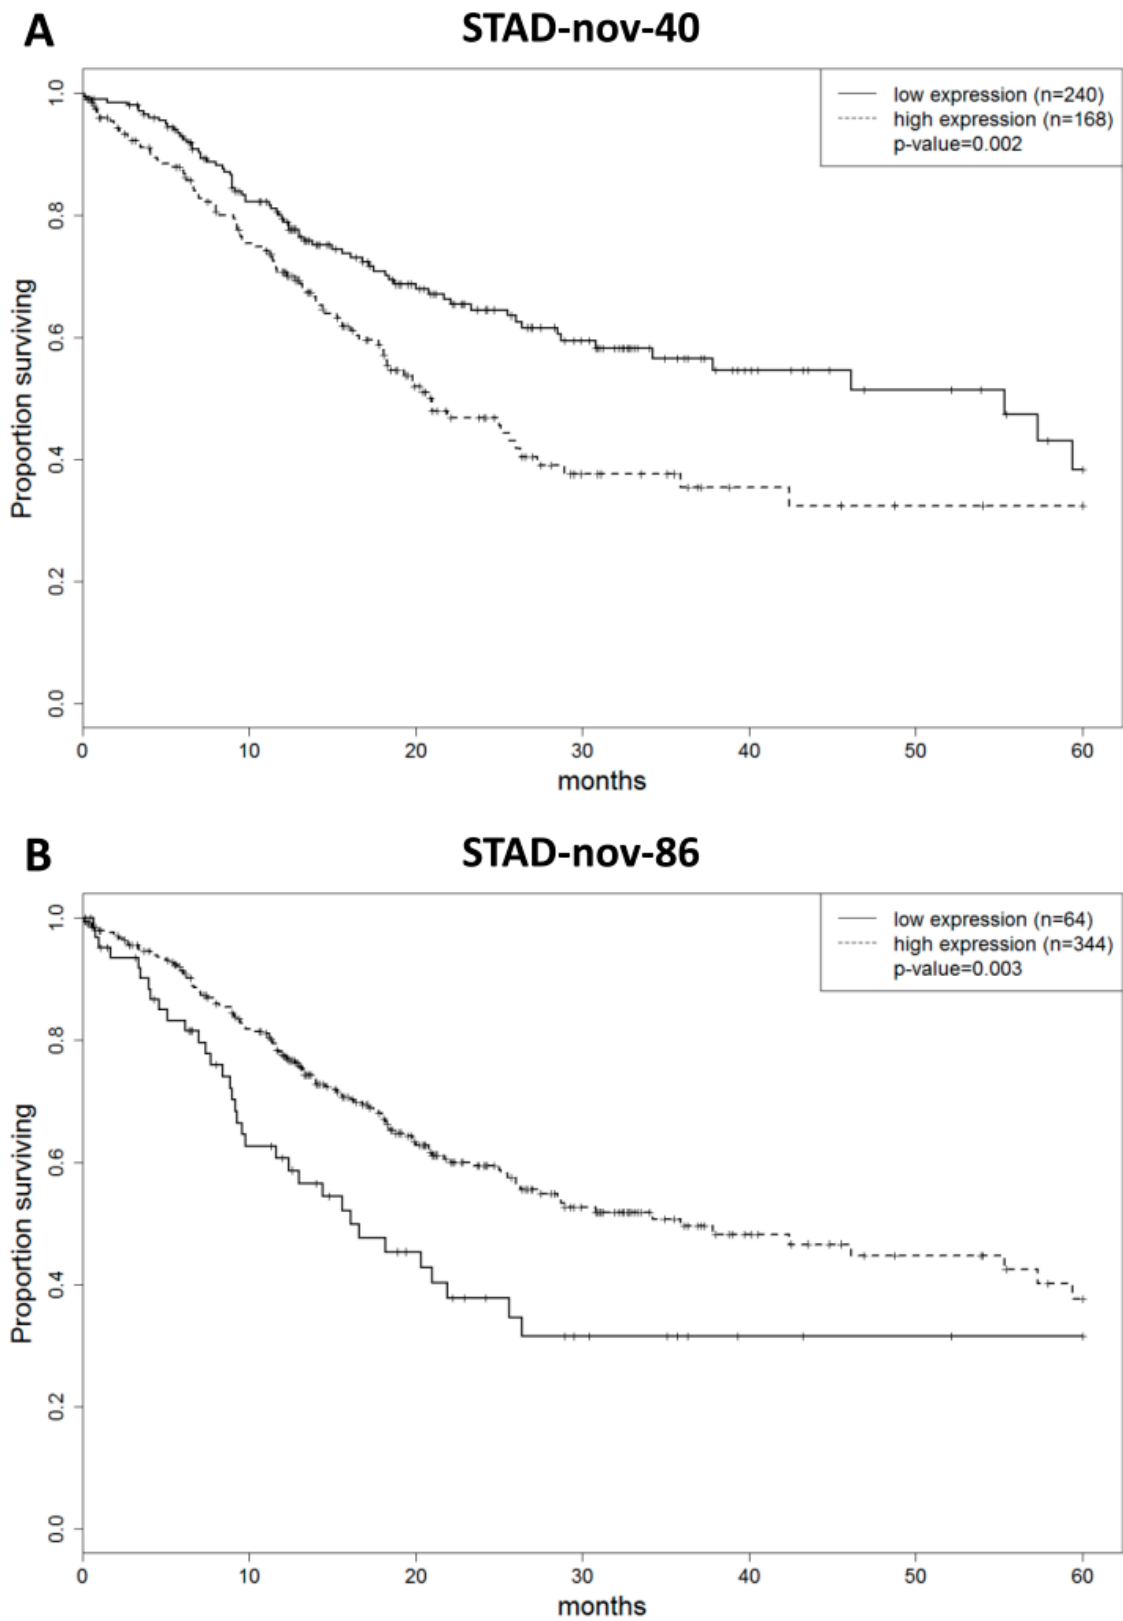 A
STAD-nov-40
low expression (n=240)
high expression (n=168)
p-value=0.002
Proportion surviving
1.0
0.8
0.6
0.4
0.2
0.0
0 10 20 30 40 50 60
months
B
STAD-nov-86
low expression (n=64)
high expression (n=344)
p-value=0.003
Proportion surviving
1.0
0.8
0.6
0.4
0.2
0.0
0 10 20 30 40 50 60
months